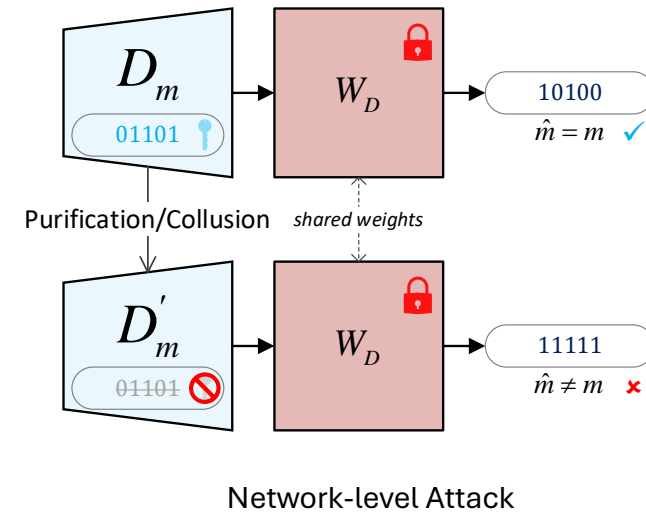 D_m
01101
W_D
10100
m̂ = m ✓
Purification/Collusion
shared weights
D'_m
01101
W_D
11111
m̂ ≠ m ×
Network-level Attack